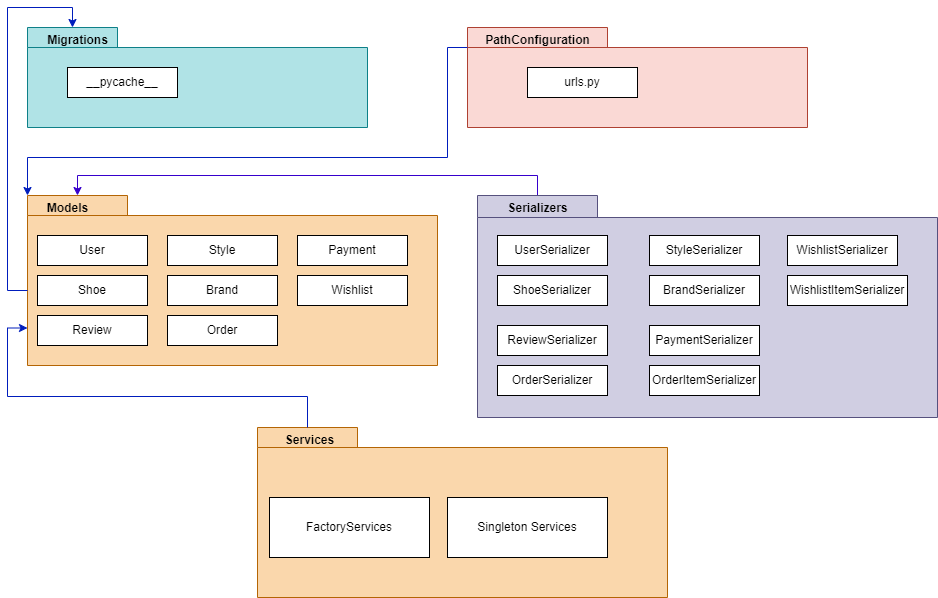 Migrations
__pycache__
PathConfiguration
urls.py
Models
User
Style
Payment
Shoe
Brand
Wishlist
Review
Order
Serializers
UserSerializer
StyleSerializer
WishlistSerializer
ShoeSerializer
BrandSerializer
WishlistItemSerializer
ReviewSerializer
PaymentSerializer
OrderSerializer
OrderItemSerializer
Services
FactoryServices
Singleton Services